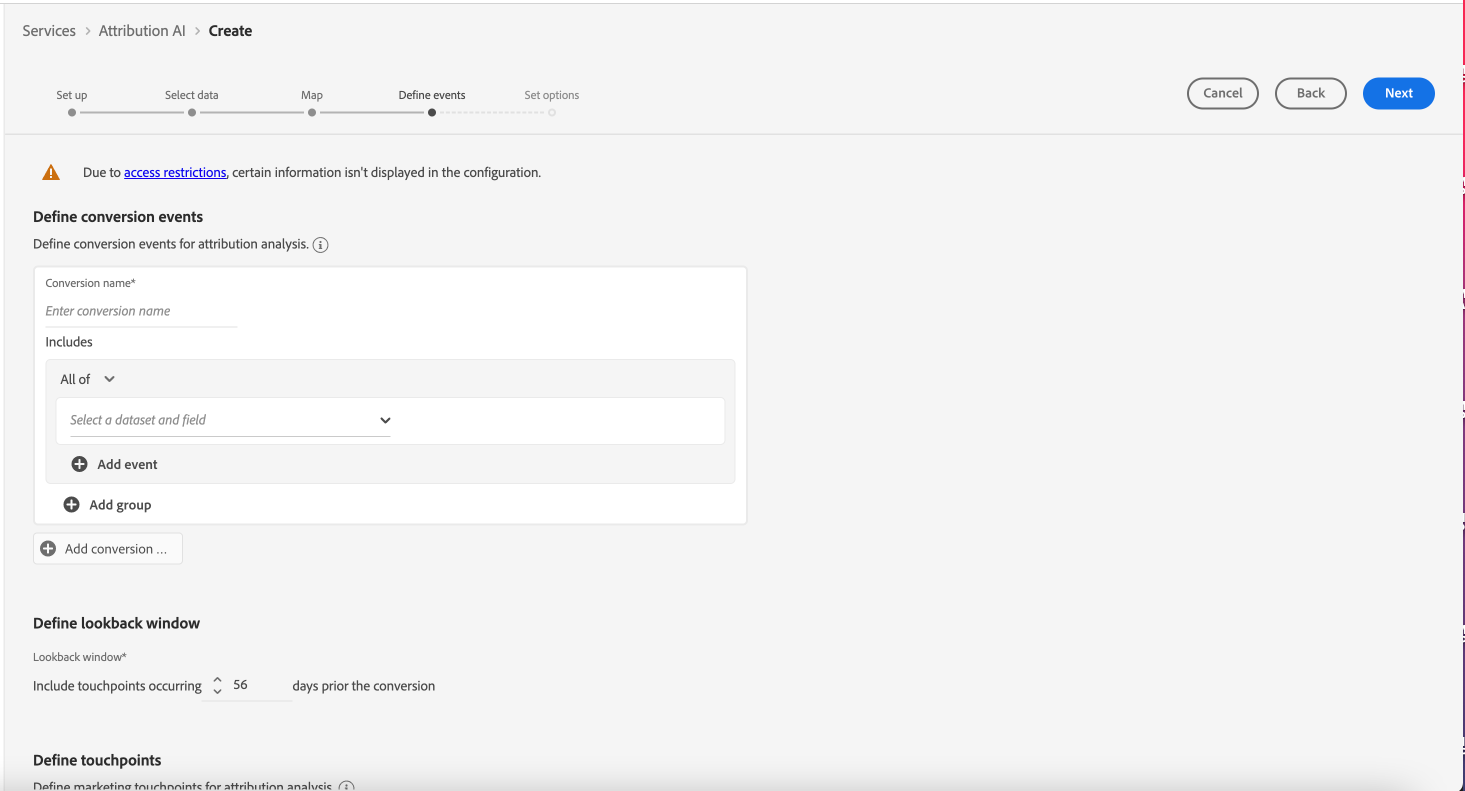 Services > Attribution AI > Create
Set up Select data Map Define events Set options
Cancel Back Next
Due to access restrictions, certain information isn't displayed in the configuration.
Define conversion events
Define conversion events for attribution analysis.
Conversion name*
Enter conversion name
Includes
All of
Select a dataset and field
Add event
Add group
Add conversion ...
Define lookback window
Lookback window*
Include touchpoints occurring 56 days prior the conversion
Define touchpoints
Define marketing touchpoints for attribution analysis.